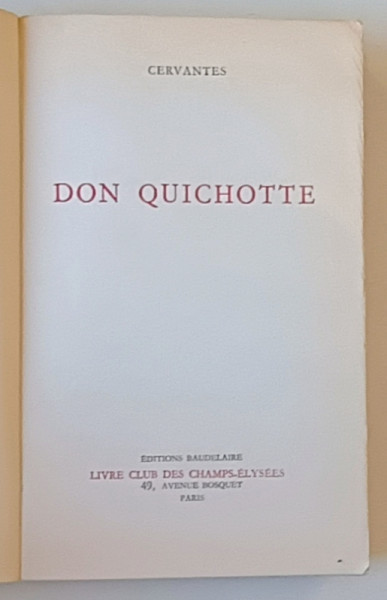 CERVANTES
DON QUICHOTTE
ÉDITIONS BAUDELAIRE
LIVRE CLUB DES CHAMPS-ÉLYSÉES
49, AVENUE BOSQUET
PARIS